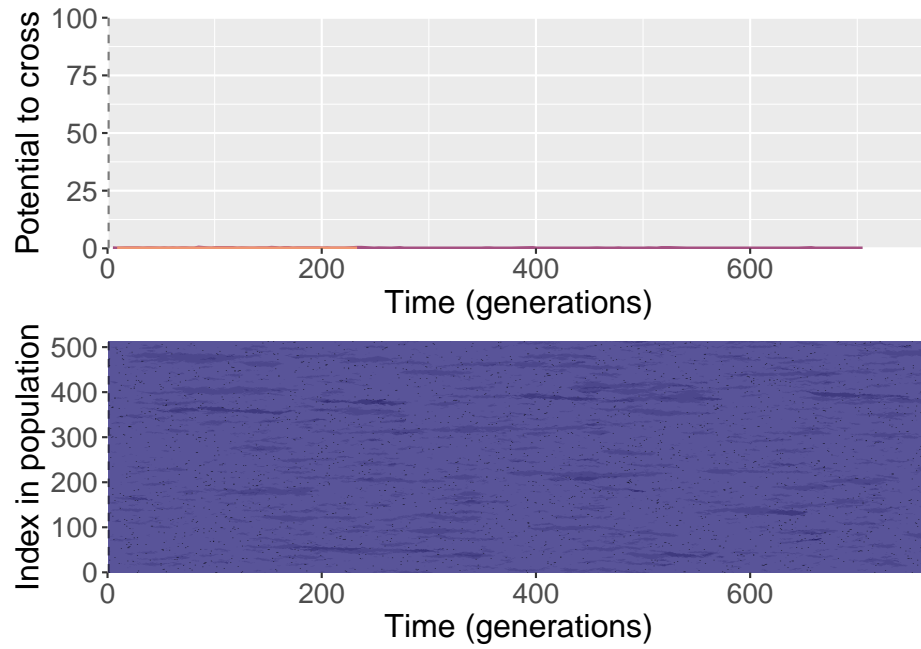 Potential to cross
100
75
50
25
0
0 200 400 600
Time (generations)
Index in population
500
400
300
200
100
0
0 200 400 600
Time (generations)